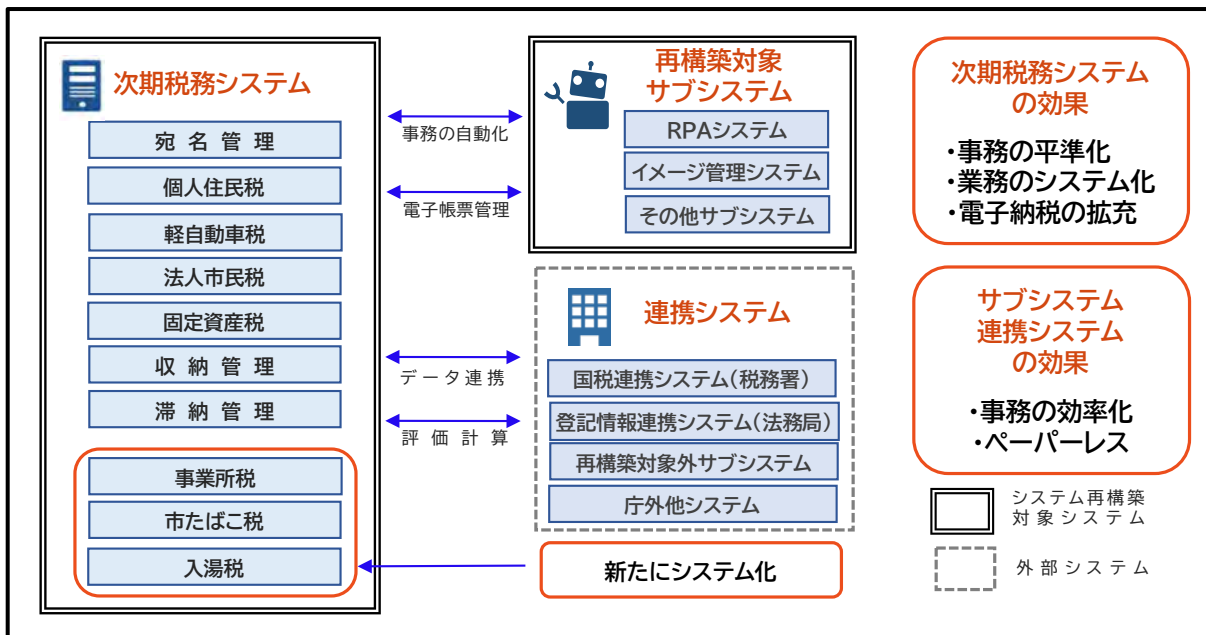 次期税務システム
宛名管理
個人住民税
軽自動車税
法人市民税
固定資産税
収納管理
滞納管理
事業所税
市たばこ税
入湯税
事務の自動化
電子帳票管理
データ連携
評価計算
再構築対象
サブシステム
RPAシステム
イメージ管理システム
その他サブシステム
連携システム
国税連携システム(税務署)
登記情報連携システム(法務局)
再構築対象外サブシステム
庁外他システム
新たにシステム化
次期税務システム
の効果
・事務の平準化
・業務のシステム化
・電子納税の拡充
サブシステム
連携システム
の効果
・事務の効率化
・ペーパーレス
システム再構築
対象システム
外部システム